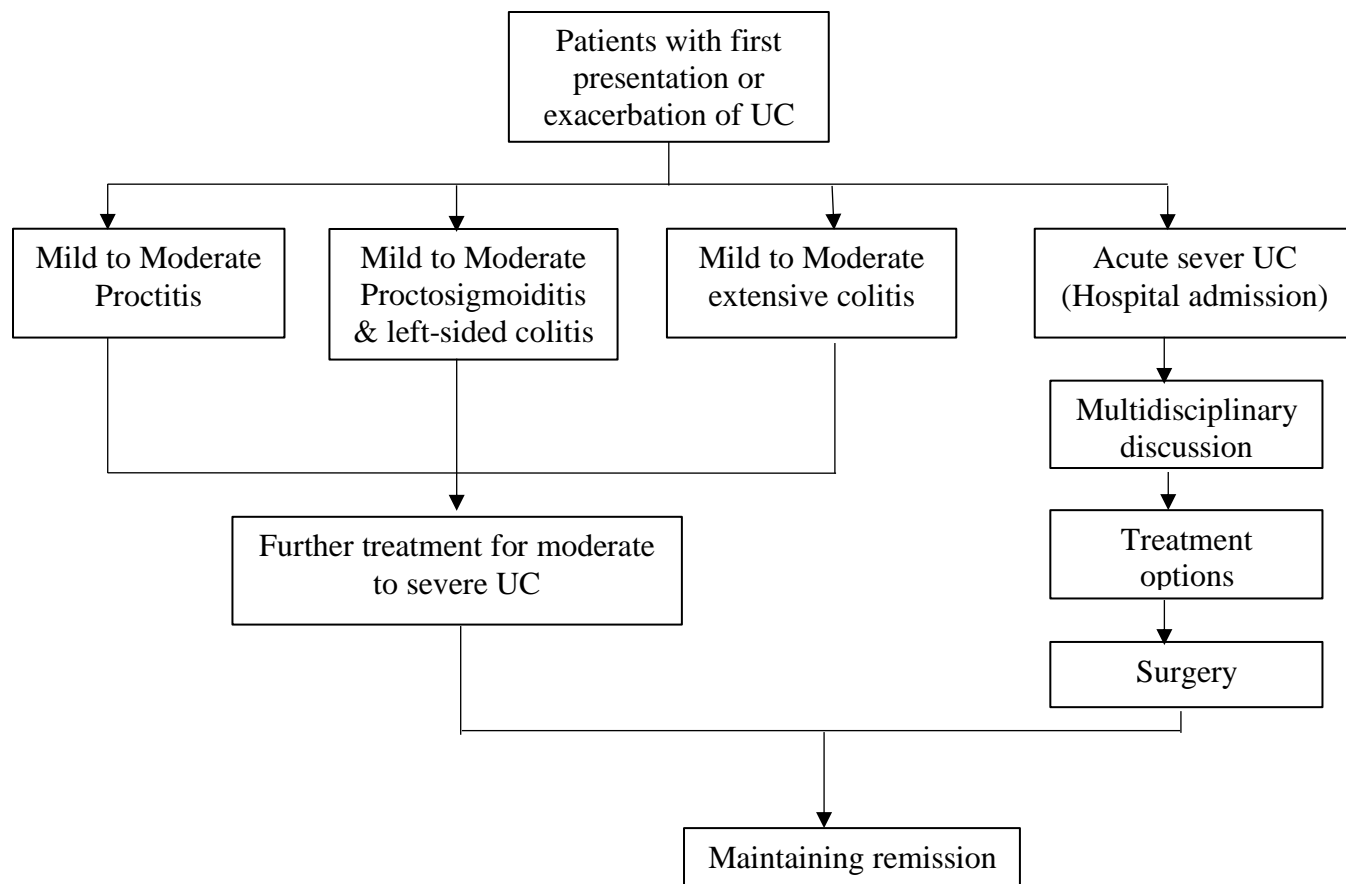 Patients with first
presentation or
exacerbation of UC
Mild to Moderate
Proctitis
Mild to Moderate
Proctosigmoiditis
& left-sided colitis
Mild to Moderate
extensive colitis
Acute sever UC
(Hospital admission)
Multidisciplinary
discussion
Further treatment for moderate
to severe UC
Treatment
options
Surgery
Maintaining remission